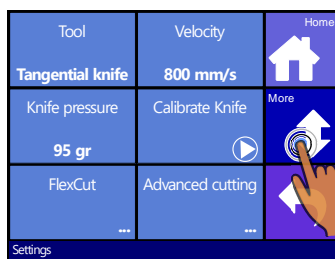 Tool
Velocity
Home
Tangential knife
800 mm/s
Knife pressure
Calibrate Knife
More
95 gr
FlexCut
Advanced cutting
...
...
Settings